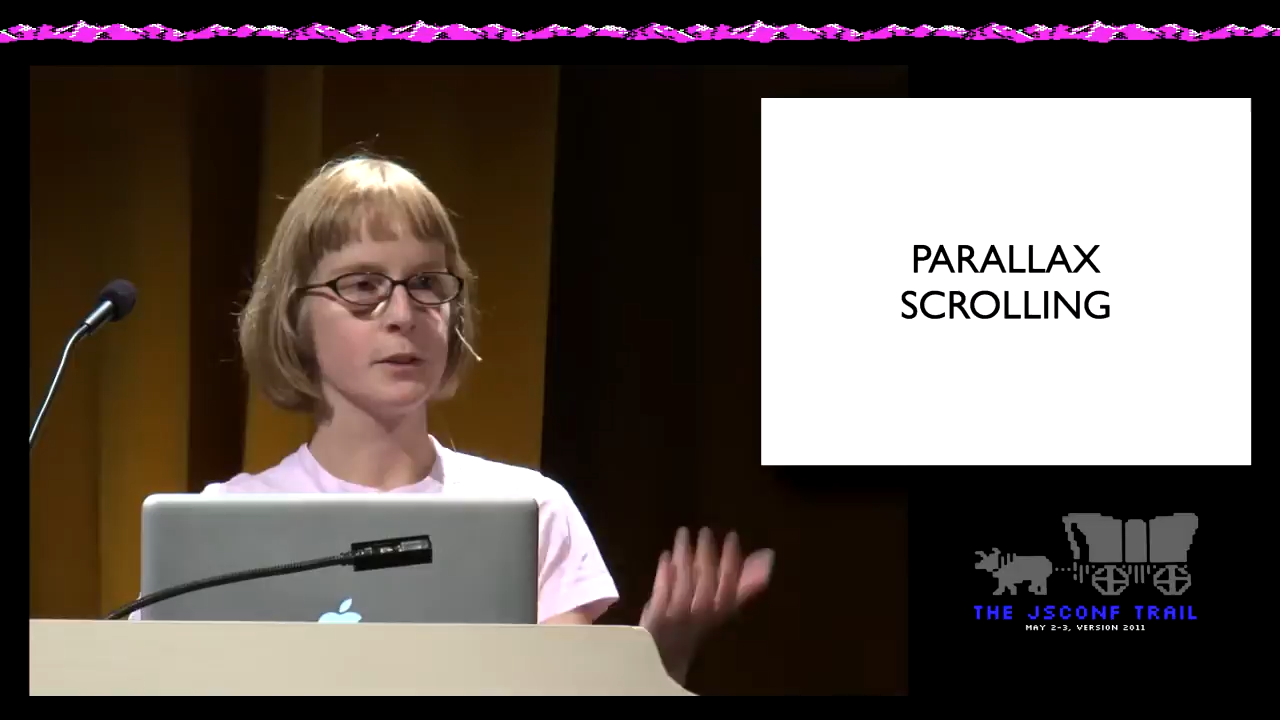 PARALLAX
SCROLLING
THE JSCONF TRAIL
MAY 2-3, VERSION 2011